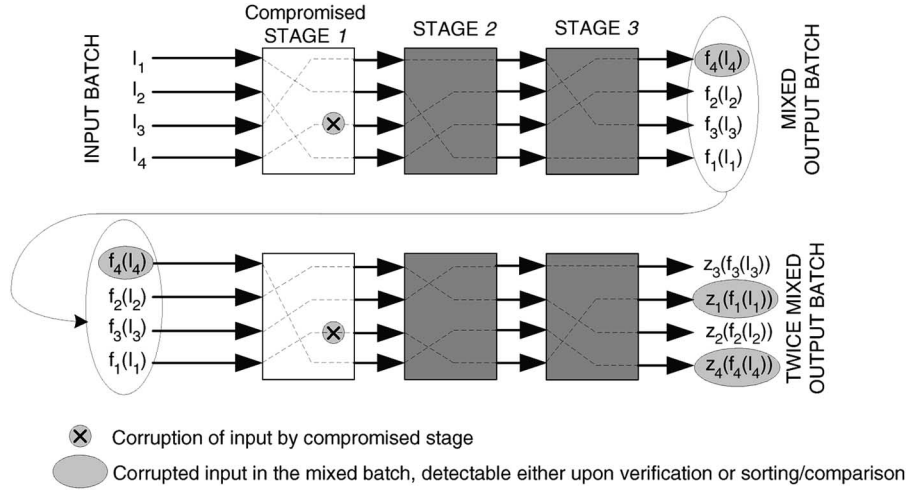 Compromised
STAGE 1
STAGE 2
STAGE 3
INPUT BATCH
I1
I2
I3
I4
f4(I4)
f2(I2)
f3(I3)
f1(I1)
MIXED
OUTPUT BATCH
f4(I4)
f2(I2)
f3(I3)
f1(I1)
z3(f3(I3))
z1(f1(I1))
z2(f2(I2))
z4(f4(I4))
TWICE MIXED
OUTPUT BATCH
Corruption of input by compromised stage
Corrupted input in the mixed batch, detectable either upon verification or sorting/comparison